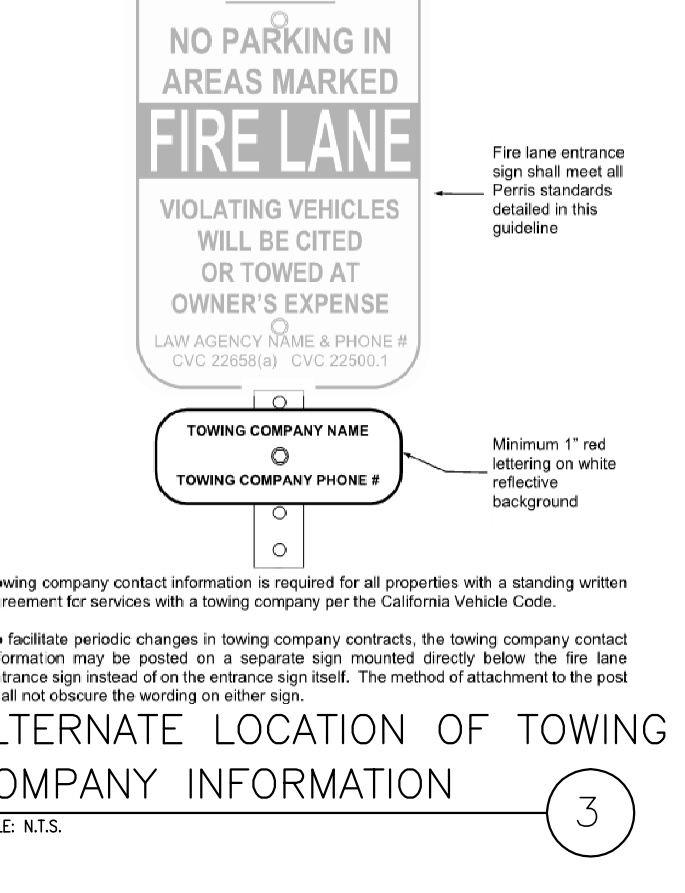 NO PARKING IN
AREAS MARKED
FIRE LANE
VIOLATING VEHICLES
WILL BE CITED
OR TOWED AT
OWNER'S EXPENSE
LAW AGENCY NAME & PHONE #
CVC 22658(a) CVC 22500.1
Fire lane entrance
sign shall meet all
Perris standards
detailed in this
guideline
TOWING COMPANY NAME
TOWING COMPANY PHONE #
Minimum 1" red
lettering on white
reflective
background
owing company contact information is required for all properties with a standing written
reement for services with a towing company per the California Vehicle Code.
facilitate periodic changes in towing company contracts, the towing company contact
ormation may be posted on a separate sign mounted directly below the fire lane
trance sign instead of on the entrance sign itself. The method of attachment to the post
all not obscure the wording on either sign.
LTERNATE LOCATION OF TOWING
OMPANY INFORMATION
3
LE: N.T.S.